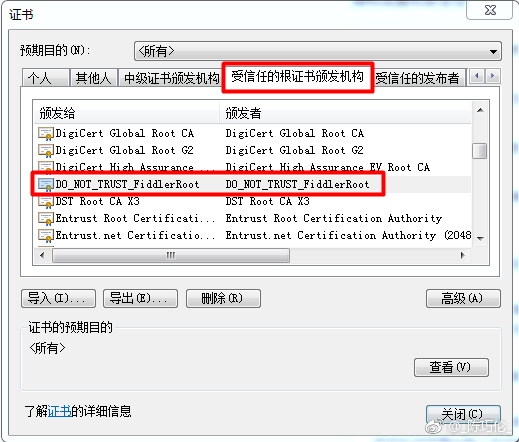 证书
预期目的(N):
<所有>
个人
其他人
中级证书颁发机构
受信任的根证书颁发机构
受信任的发布者
颁发给
颁发者
DigiCert Global Root CA
DigiCert Global Root CA
DigiCert Global Root G2
DigiCert Global Root G2
DigiCert High Assurance ...
DigiCert High Assurance EV Root CA
DO_NOT_TRUST_FiddlerRoot
DO_NOT_TRUST_FiddlerRoot
DST Root CA X3
DST Root CA X3
Entrust Root Certificati...
Entrust Root Certification Authority
Entrust.net Certificatio...
Entrust.net Certification Authority (2048
导入(I)...
导出(E)...
删除(R)
高级(A)
证书的预期目的
<所有>
查看(V)
了解证书的详细信息
关闭(C)